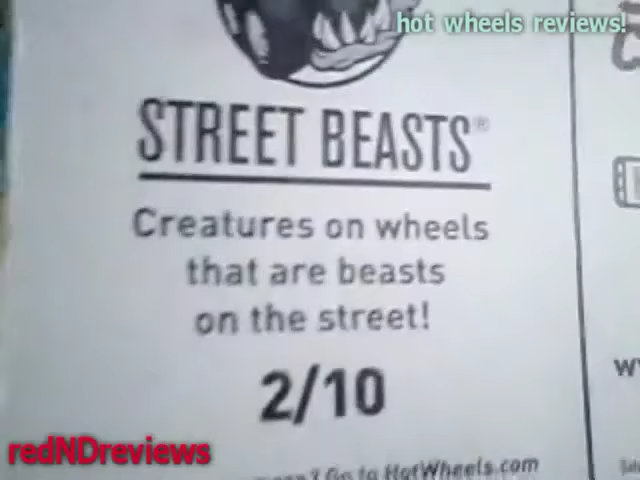 hot wheels reviews!
STREET BEASTS®
Creatures on wheels
that are beasts
on the street!
2/10
redNDreviews
? Go to HotWheels.com